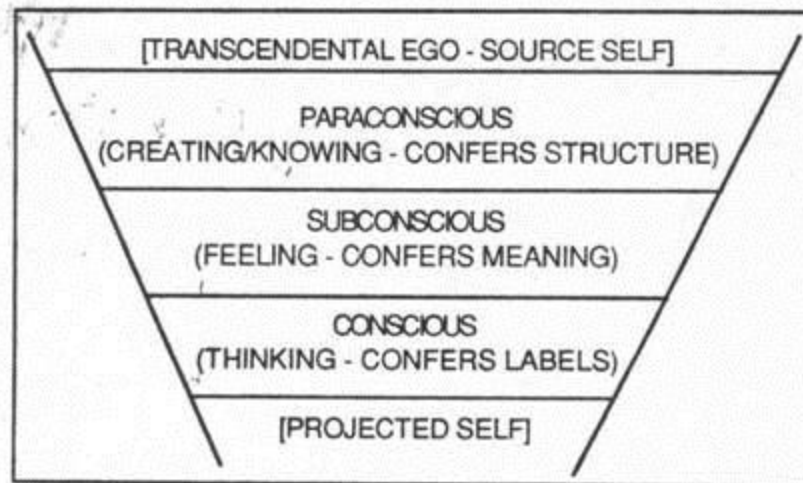 [TRANSCENDENTAL EGO - SOURCE SELF]
PARACONSCIOUS
(CREATING/KNOWING - CONFERS STRUCTURE)
SUBCONSCIOUS
(FEELING - CONFERS MEANING)
CONSCIOUS
(THINKING - CONFERS LABELS)
[PROJECTED SELF]